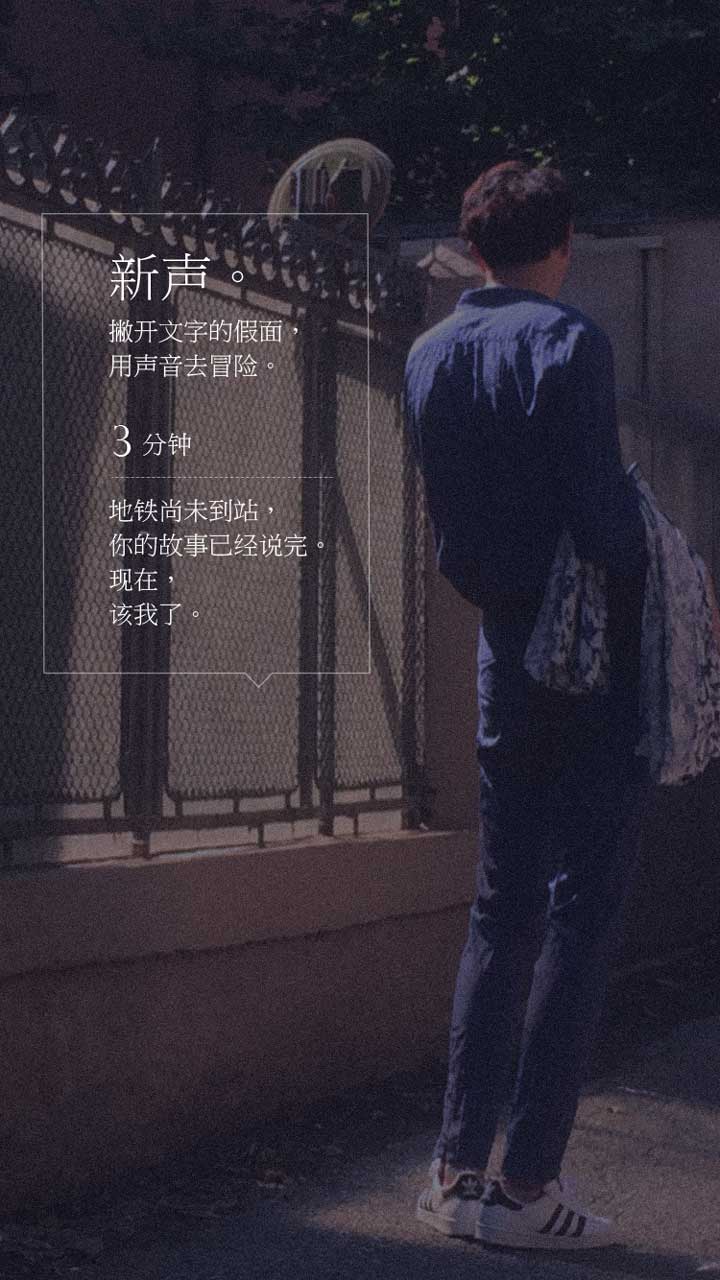 新声。
撇开文字的假面，
用声音去冒险。
3 分钟
地铁尚未到站，
你的故事已经说完。
现在，
该我了。